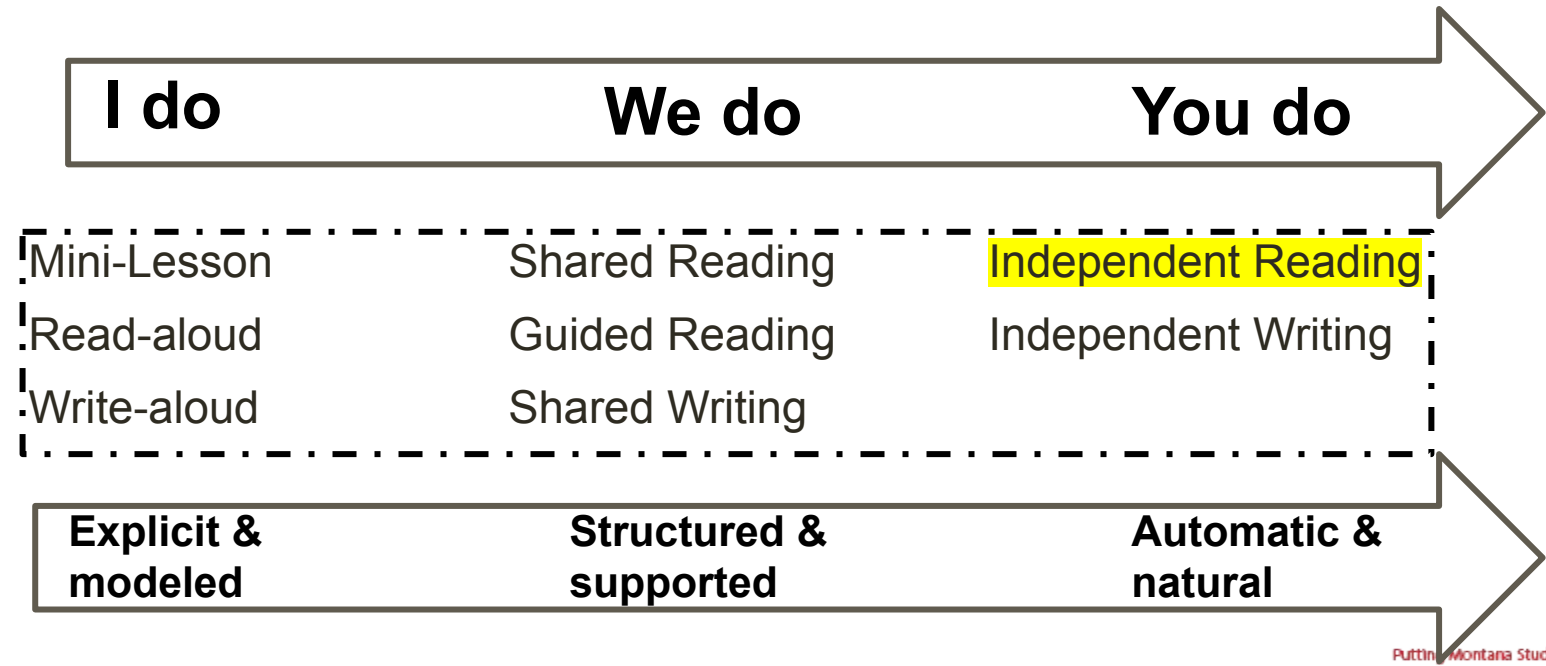 I do We do You do
Mini-Lesson Shared Reading Independent Reading
Read-aloud Guided Reading Independent Writing
Write-aloud Shared Writing
Explicit & Structured & Automatic &
modeled supported natural
Montana